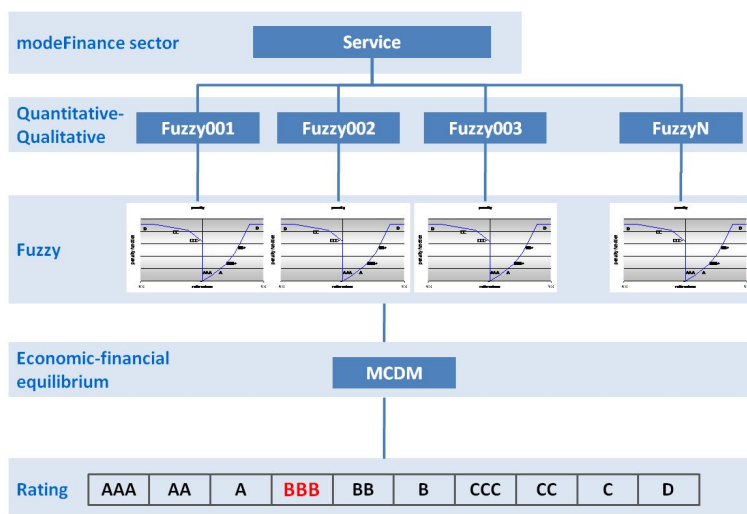 modeFinance sector
Service
Quantitative-
Qualitative
Fuzzy001
Fuzzy002
Fuzzy003
FuzzyN
Fuzzy
Economic-financial
equilibrium
MCDM
Rating
AAA
AA
A
BBB
BB
B
CCC
CC
C
D